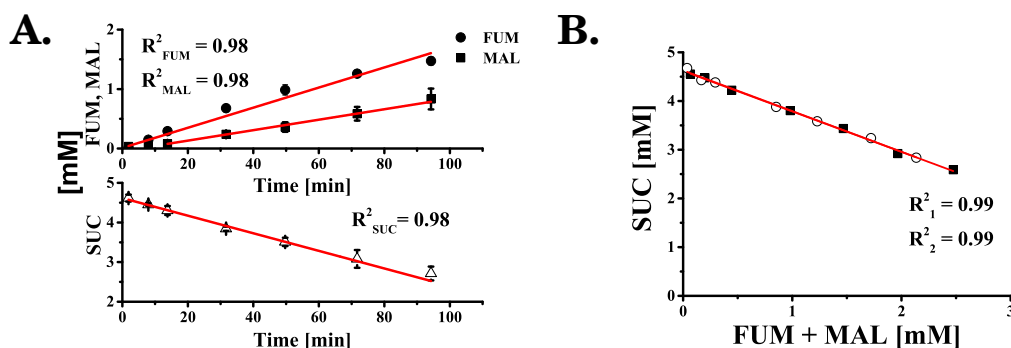 A.
FUM, MAL
[mM]
2
1
0
R²FUM = 0.98
R²MAL = 0.98
FUM
MAL
0 20 40 60 80 100
Time [min]
SUC
5
4
3
2
R²SUC = 0.98
0 20 40 60 80 100
Time [min]
B.
SUC [mM]
5
4
3
2
1
0
R²1 = 0.99
R²2 = 0.99
0 1 2 3
FUM + MAL [mM]